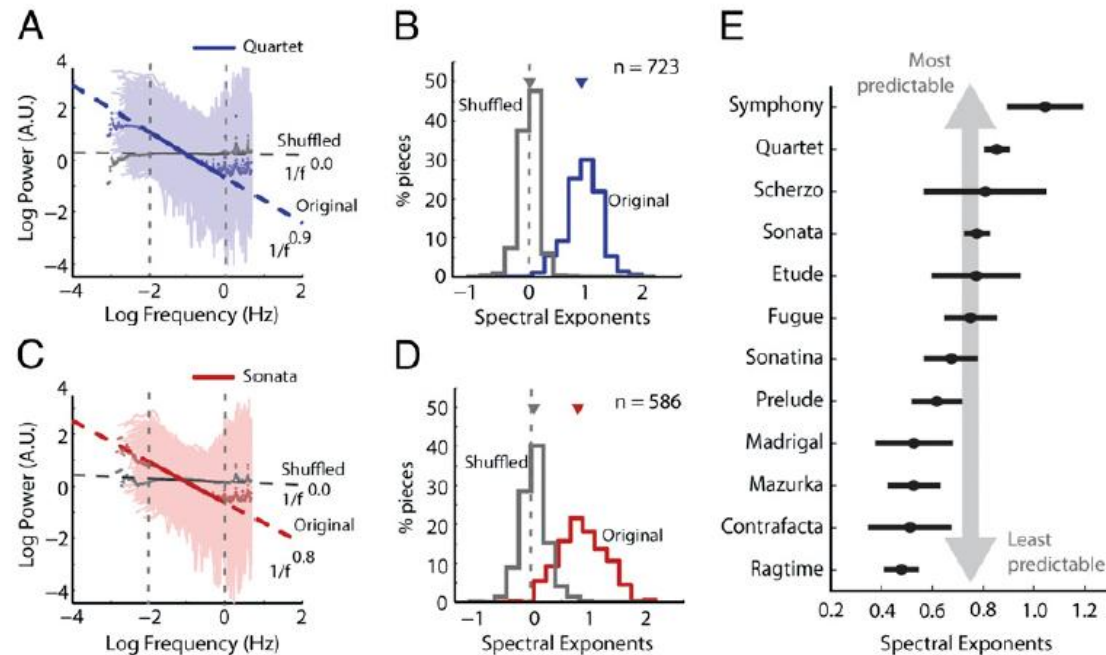 A
Quartet
Log Power (A.U.)
4
2
0
−2
−4
Shuffled
1/f 0.0
Original
1/f 0.9
−4
−2
0
2
Log Frequency (Hz)
B
n = 723
Shuffled
Original
% pieces
50
40
30
20
10
0
−1
0
1
2
Spectral Exponents
C
Sonata
Log Power (A.U.)
4
2
0
−2
−4
Shuffled
1/f 0.0
Original
1/f 0.8
−4
−2
0
2
Log Frequency (Hz)
D
n = 586
Shuffled
Original
% pieces
50
40
30
20
10
0
−1
0
1
2
Spectral Exponents
E
Most
predictable
Symphony
Quartet
Scherzo
Sonata
Etude
Fugue
Sonatina
Prelude
Madrigal
Mazurka
Contrafacta
Ragtime
Least
predictable
0.2
0.4
0.6
0.8
1.0
1.2
Spectral Exponents